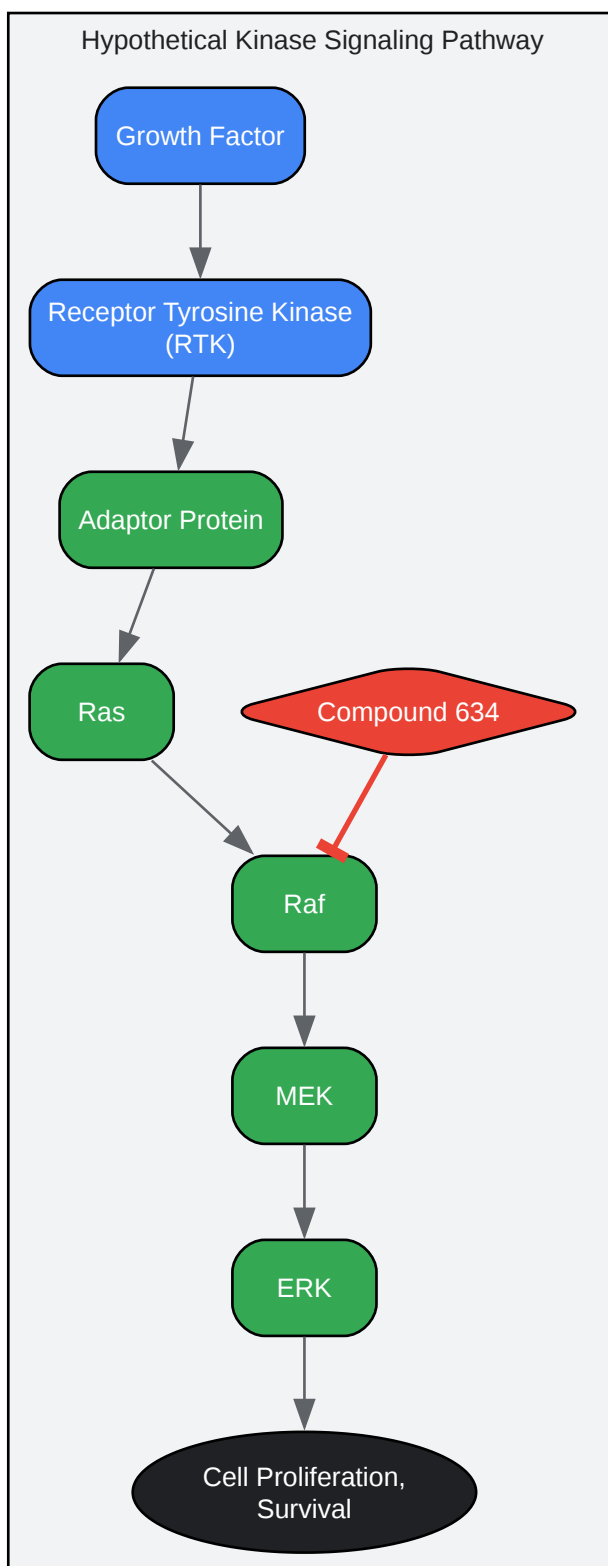 Hypothetical Kinase Signaling Pathway
Growth Factor
Receptor Tyrosine Kinase
(RTK)
Adaptor Protein
Ras
Compound 634
Raf
MEK
ERK
Cell Proliferation,
Survival